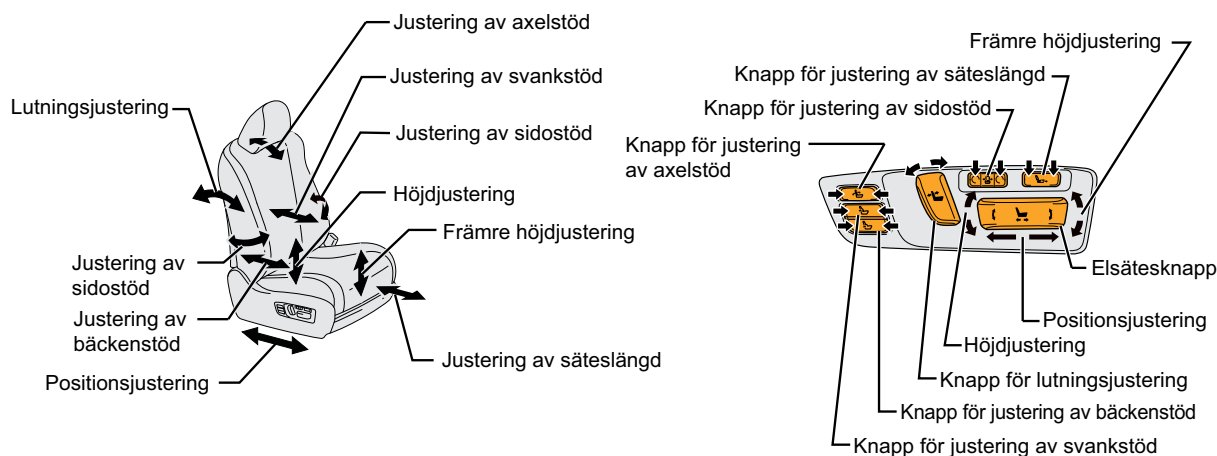 Justering av axelstöd
Justering av svankstöd
Lutningsjustering
Justering av sidostöd
Höjdjustering
Främre höjdjustering
Justering av
sidostöd
Justering av
bäckenstöd
Positionsjustering
Justering av säteslängd
Främre höjdjustering
Knapp för justering av säteslängd
Knapp för justering av sidostöd
Knapp för justering
av axelstöd
Elsätesknapp
Positionsjustering
Höjdjustering
Knapp för lutningsjustering
Knapp för justering av bäckenstöd
Knapp för justering av svankstöd